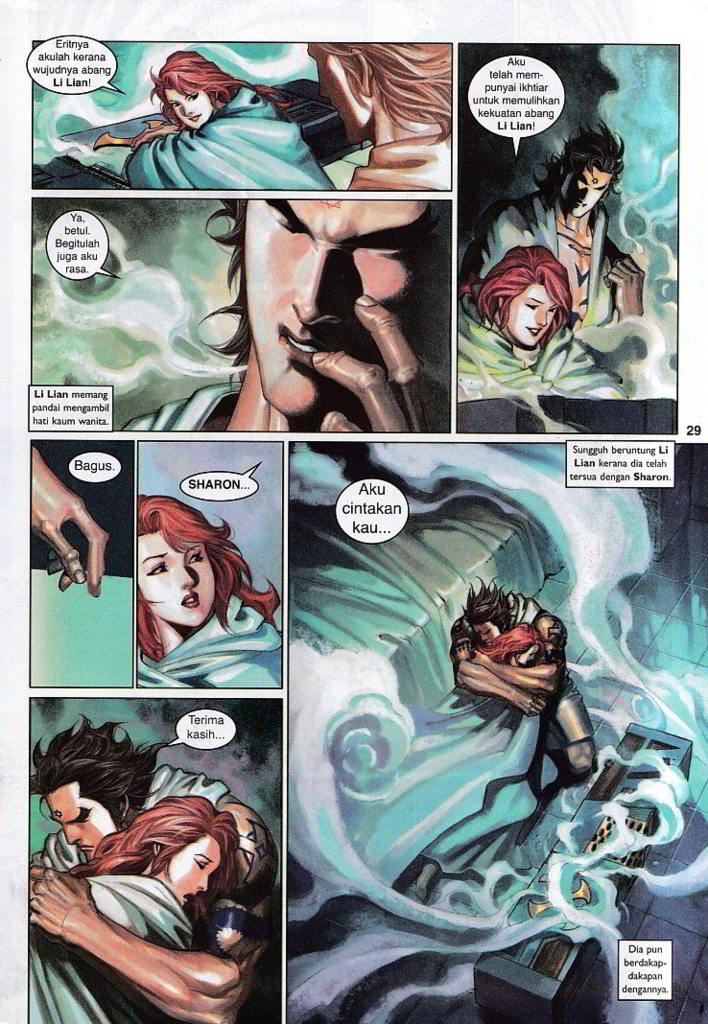 Eritnya
akulah kerana
wujudnya abang
Li Lian!
Aku
telah mem-
punyai ikhtiar
untuk memulihkan
kekuatan abang
Li Lian!
Ya,
betul.
Begitulah
juga aku
rasa.
Li Lian memang
pandai mengambil
hati kaum wanita.
29
Bagus.
SHARON...
Sungguh beruntung Li
Lian kerana dia telah
tersua dengan Sharon.
Aku
cintakan
kau...
Terima
kasih...
Dia pun
berdakap-
dakapan
dengannya.